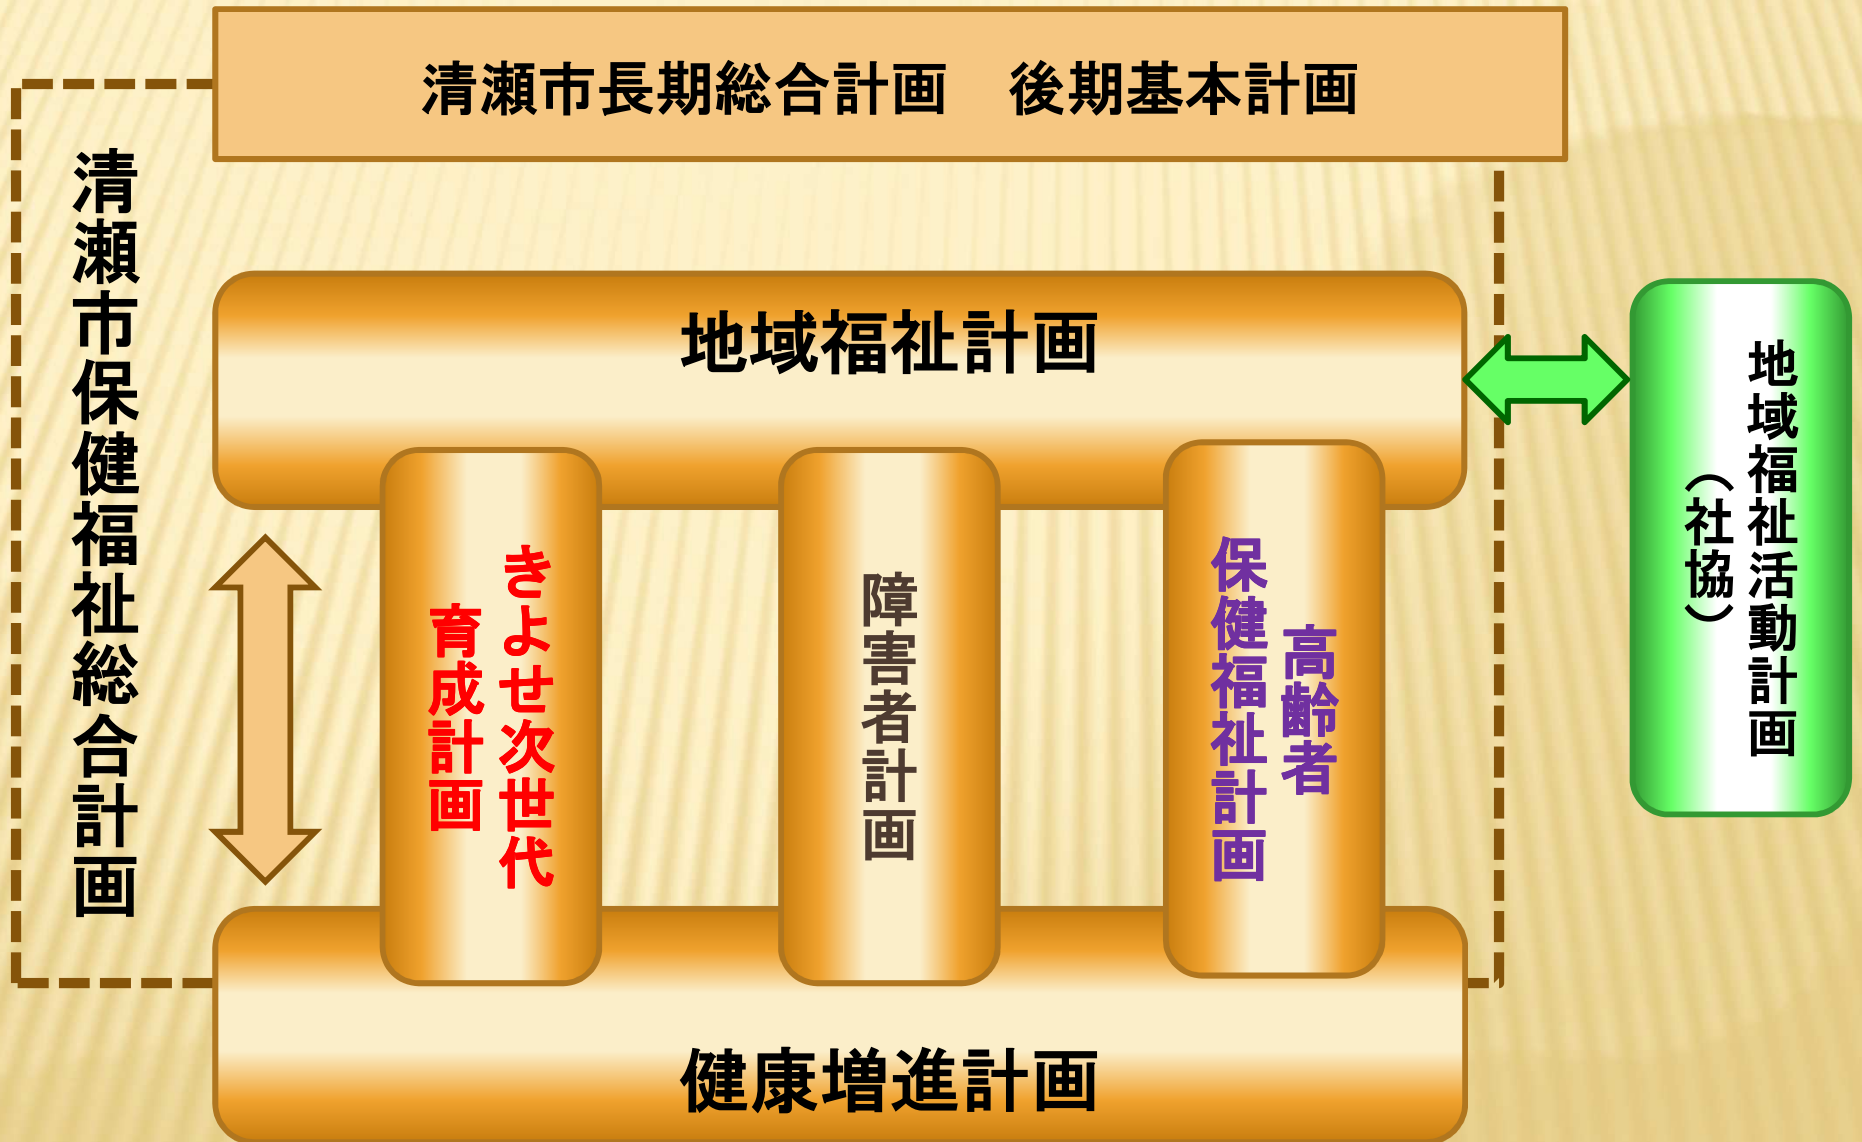 清瀬市長期総合計画　後期基本計画
清瀬市保健福祉総合計画
地域福祉計画
きよせ次世代
育成計画
障害者計画
高齢者
保健福祉計画
健康増進計画
地域福祉活動計画
（社協）